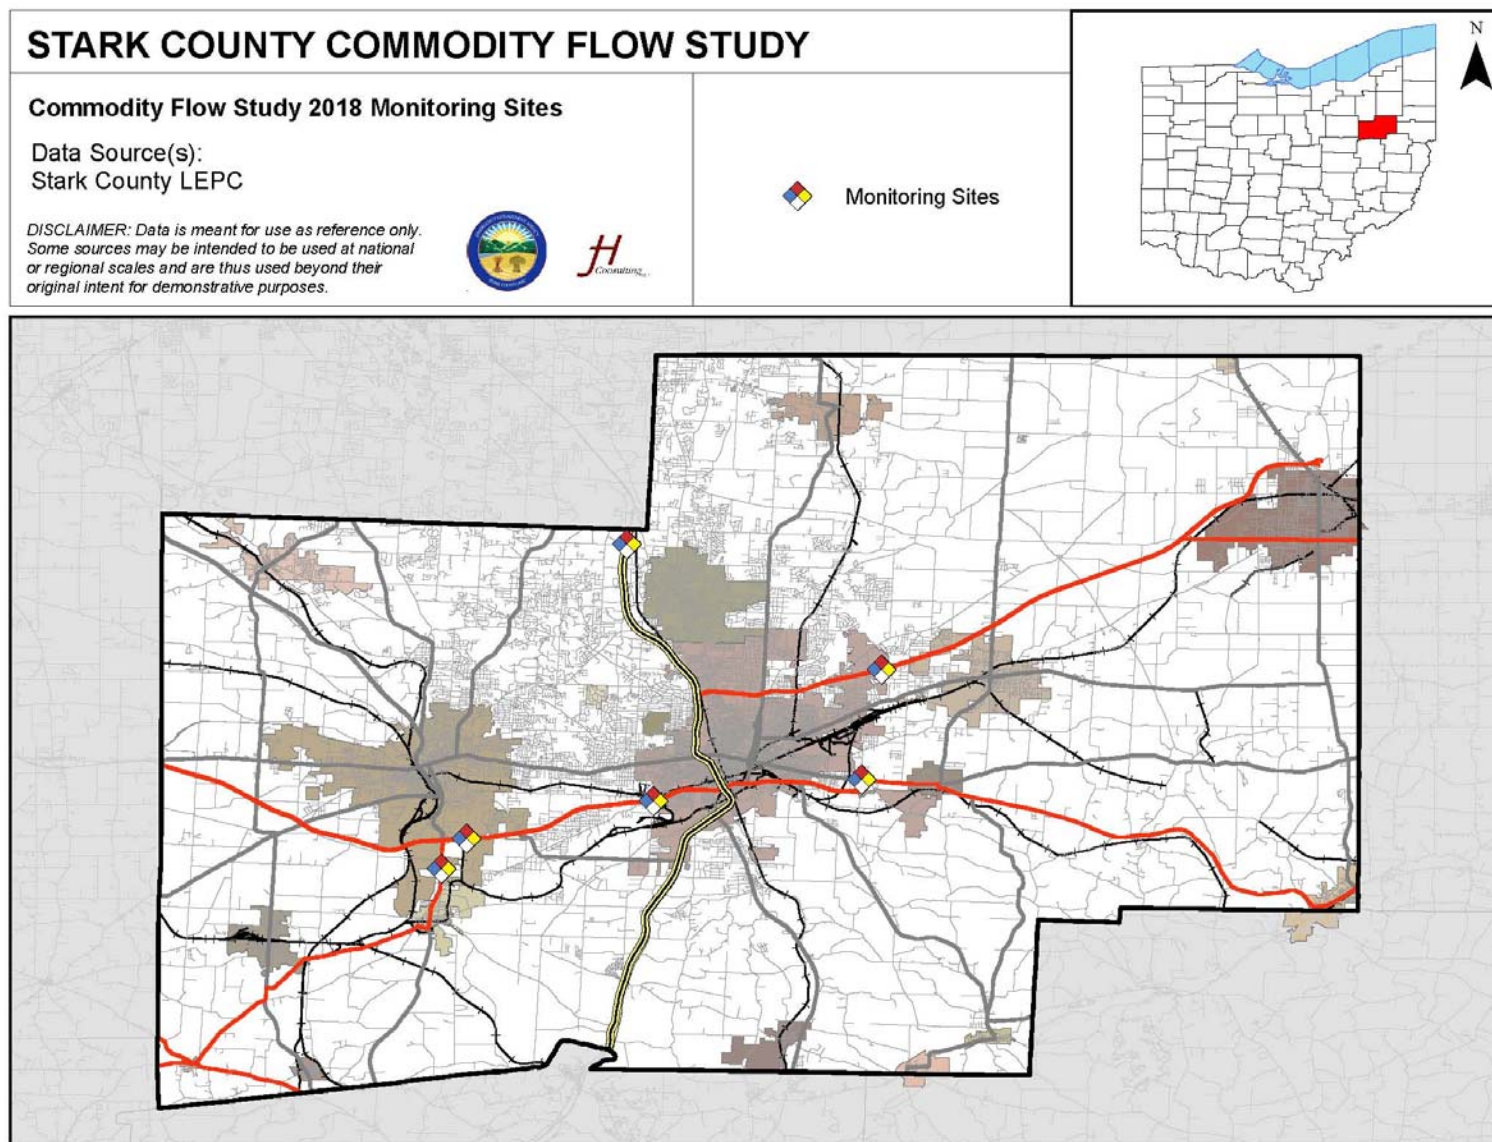 STARK COUNTY COMMODITY FLOW STUDY
Commodity Flow Study 2018 Monitoring Sites
Data Source(s):
Stark County LEPC
DISCLAIMER: Data is meant for use as reference only.
Some sources may be intended to be used at national
or regional scales and are thus used beyond their
original intent for demonstrative purposes.
JH
Consulting
Monitoring Sites
N